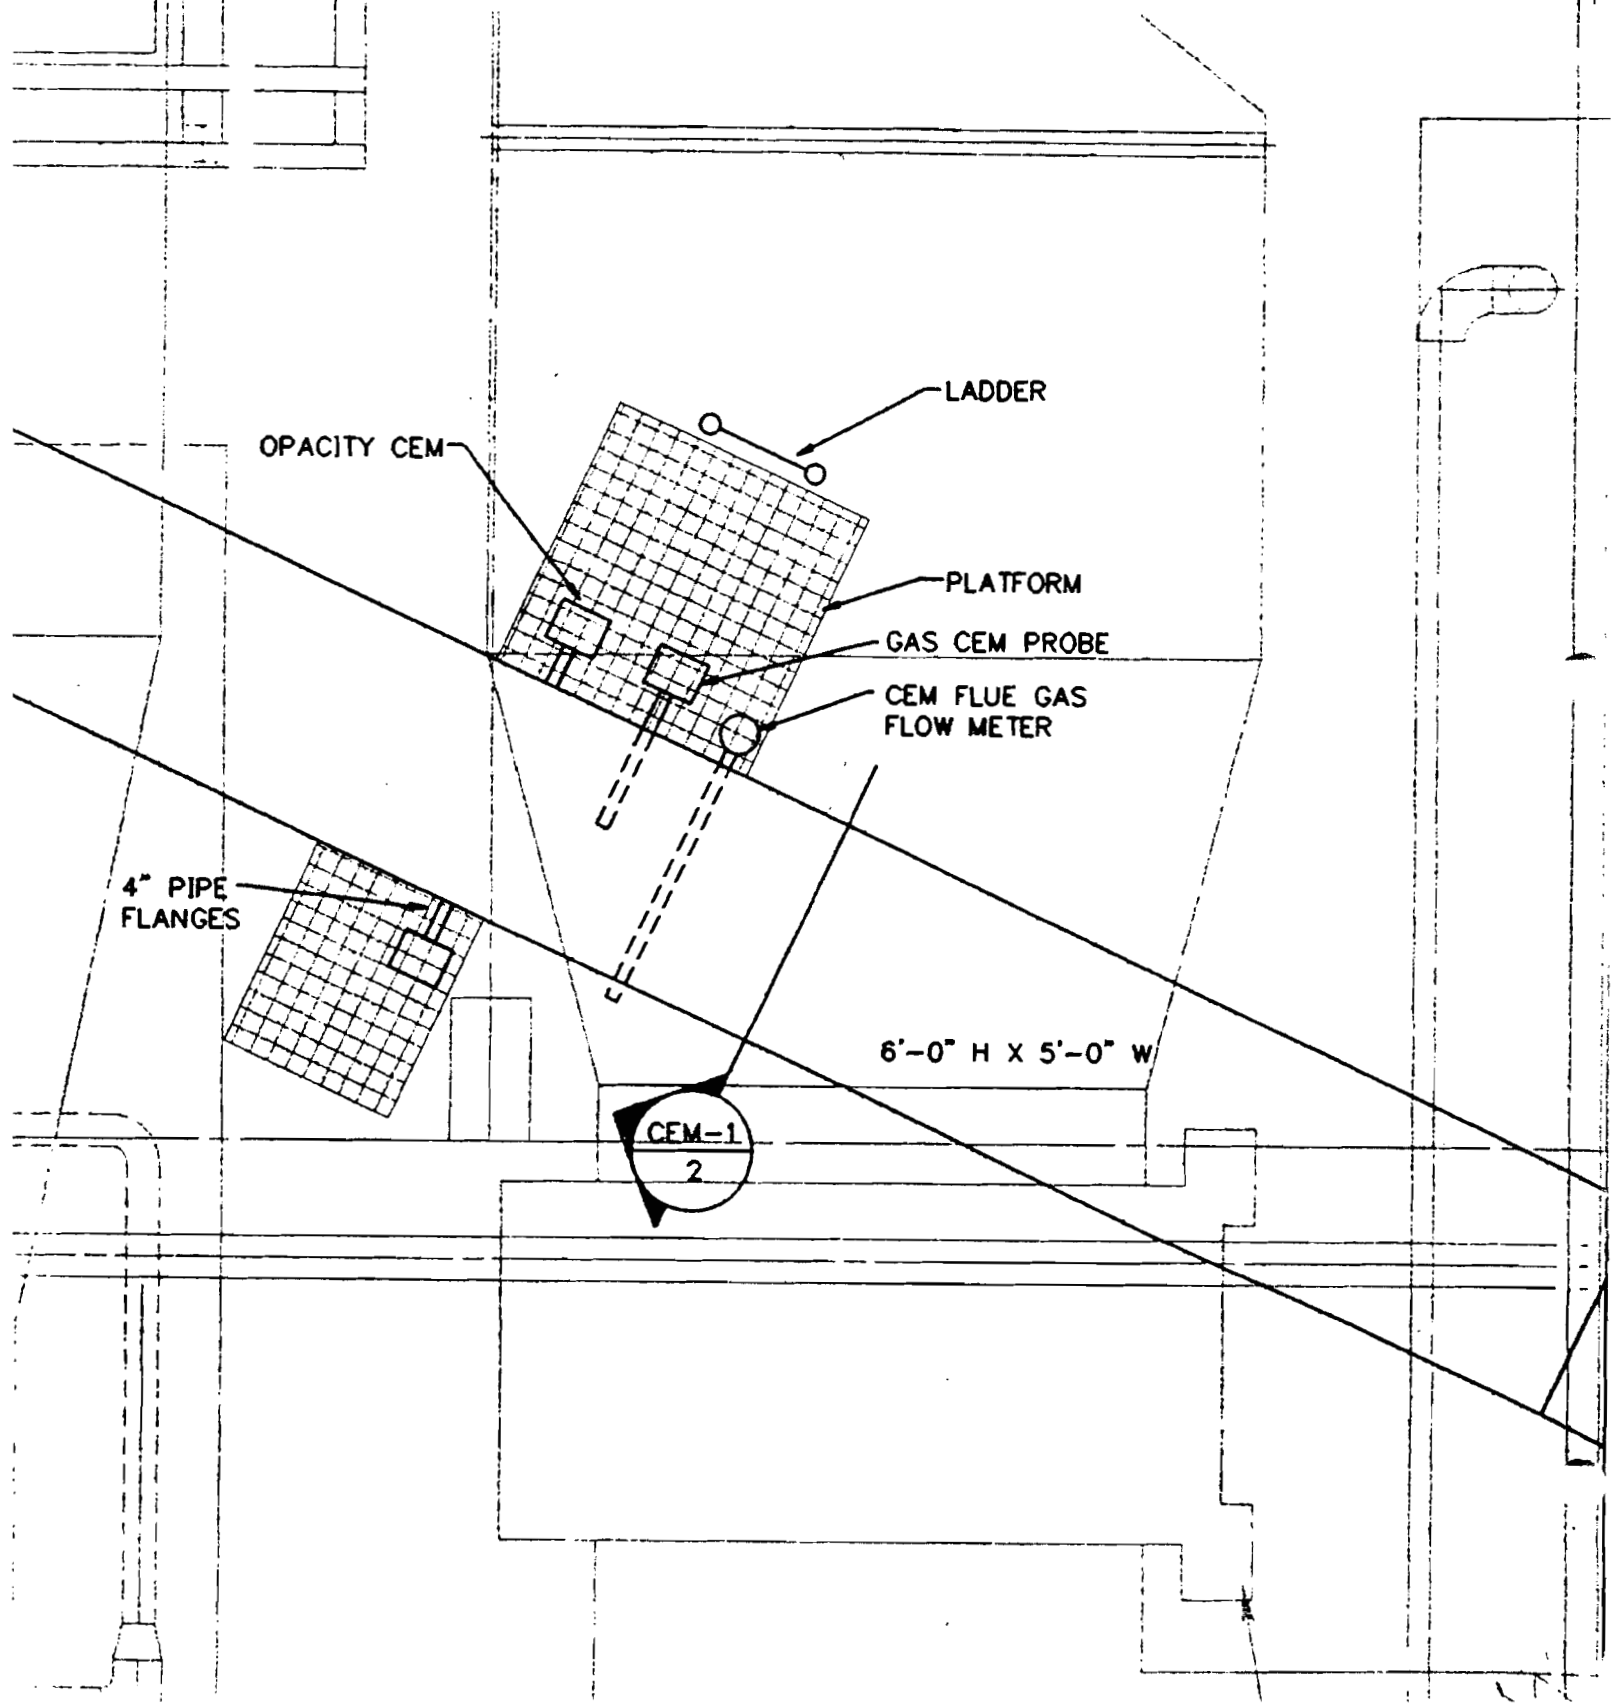 LADDER
OPACITY CEM
PLATFORM
GAS CEM PROBE
CEM FLUE GAS
FLOW METER
4" PIPE
FLANGES
6'-0" H X 5'-0" W
CEM-1
2